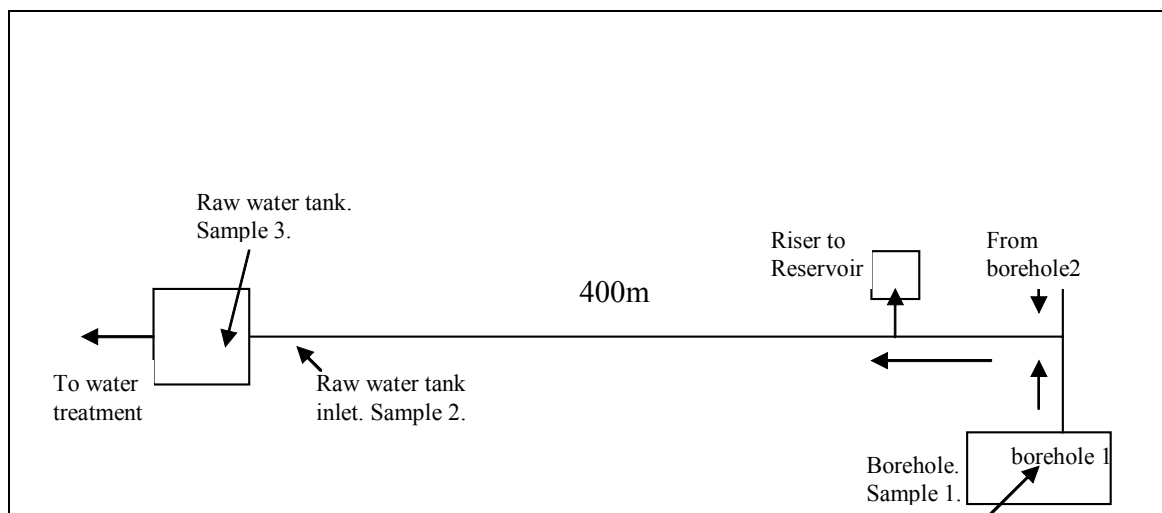 Raw water tank.
Sample 3.
Riser to
Reservoir
From
borehole2
400m
To water
treatment
Raw water tank
inlet. Sample 2.
Borehole.
Sample 1.
borehole 1